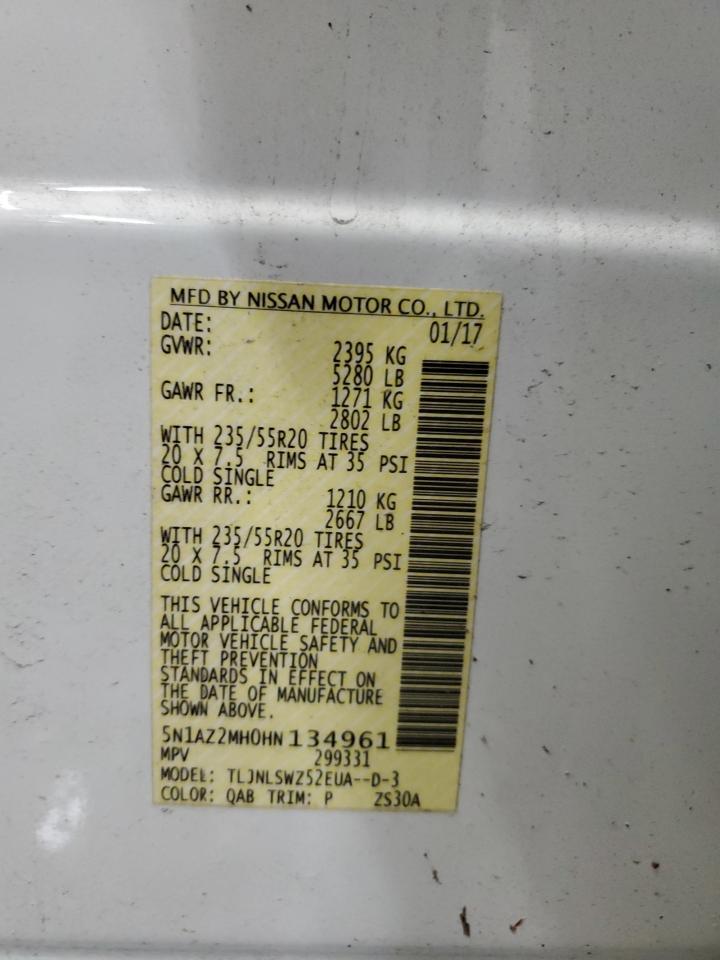 MFD BY NISSAN MOTOR CO., LTD.
DATE: 01/17
GVWR: 2395 KG
5280 LB
GAWR FR.: 1271 KG
2802 LB
WITH 235/55R20 TIRES
20 X 7.5 RIMS AT 35 PSI
COLD SINGLE
GAWR RR.: 1210 KG
2667 LB
WITH 235/55R20 TIRES
20 X 7.5 RIMS AT 35 PSI
COLD SINGLE
THIS VEHICLE CONFORMS TO
ALL APPLICABLE FEDERAL
MOTOR VEHICLE SAFETY AND
THEFT PREVENTION
STANDARDS IN EFFECT ON
THE DATE OF MANUFACTURE
SHOWN ABOVE.
5N1AZ2MH0HN134961
MPV 299331
MODEL: TLJNLSWZ52EUA--D-3
COLOR: QAB TRIM: P ZS30A